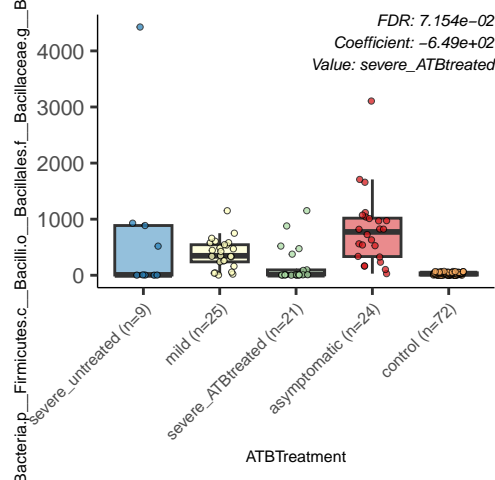 FDR: 7.154e−02
Coefficient: −6.49e+02
Value: severe_ATBtreated
4000
3000
2000
1000
0
Bacteria.p__Firmicutes.c__Bacilli.o__Bacillales.f__Bacillaceae.g__B
severe_untreated (n=9)
mild (n=25)
severe_ATBtreated (n=21)
asymptomatic (n=24)
control (n=72)
ATBTreatment